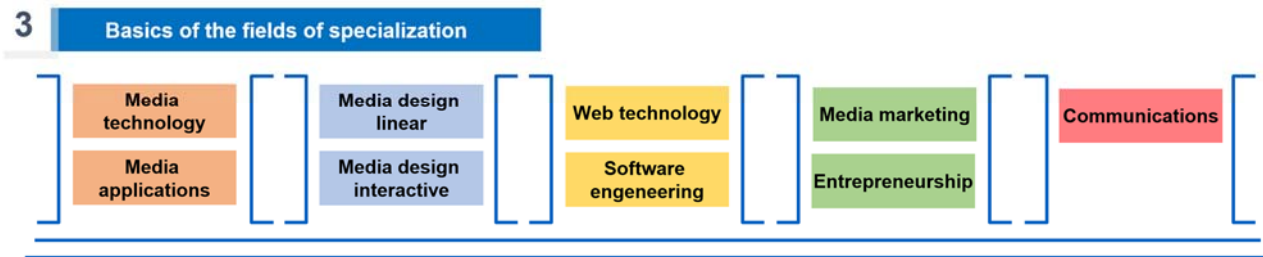 3
Basics of the fields of specialization
Media
technology
Media
applications
Media design
linear
Media design
interactive
Web technology
Software
engeneering
Media marketing
Entrepreneurship
Communications